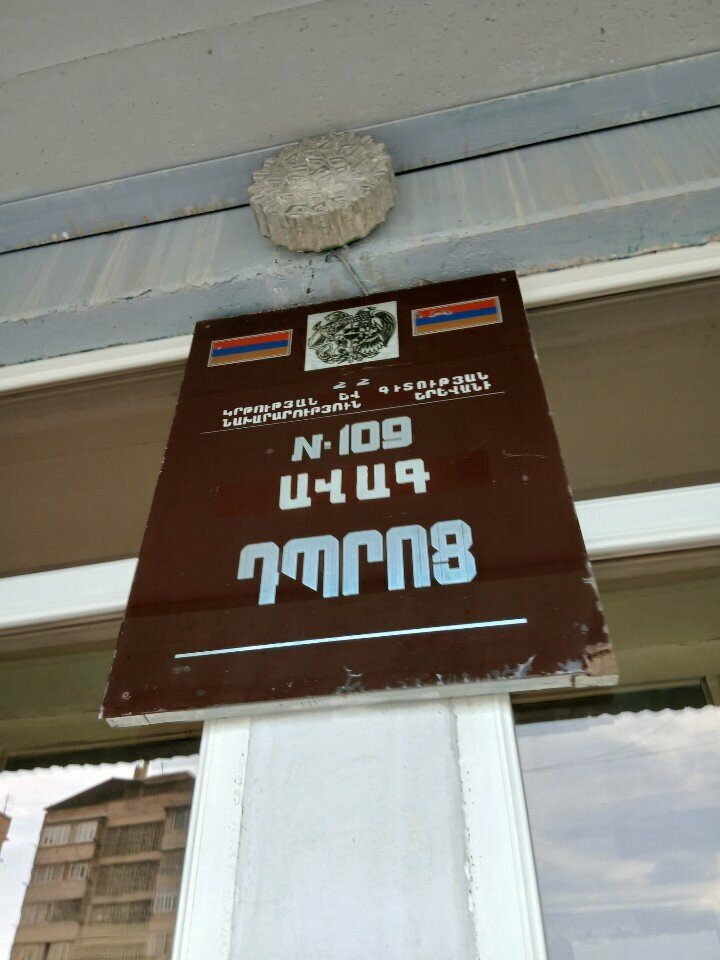 ՀՀ
ԿՐԹՈՒԹՅԱՆ ԵՎ ԳԻՏՈՒԹՅԱՆ
ՆԱԽԱՐԱՐՈՒԹՅՈՒՆ ԵՐԵՎԱՆԻ
N. 109
ԱՎԱԳ
ԴՊՐՈՑ